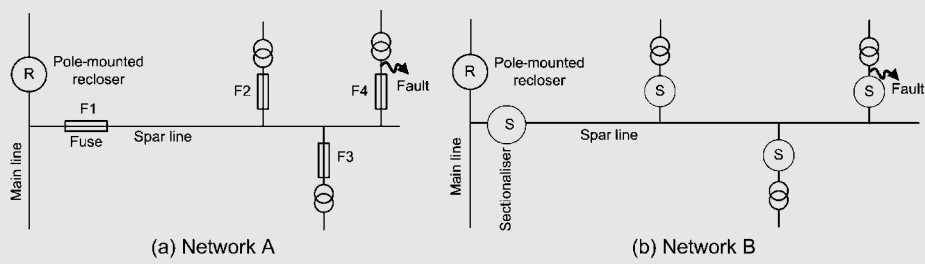 R
Pole-mounted
recloser
F1
Fuse
Spar line
Main line
F2
F3
F4
Fault
(a) Network A
R
Pole-mounted
recloser
S
Sectionaliser
Spar line
Main line
S
S
S
Fault
(b) Network B